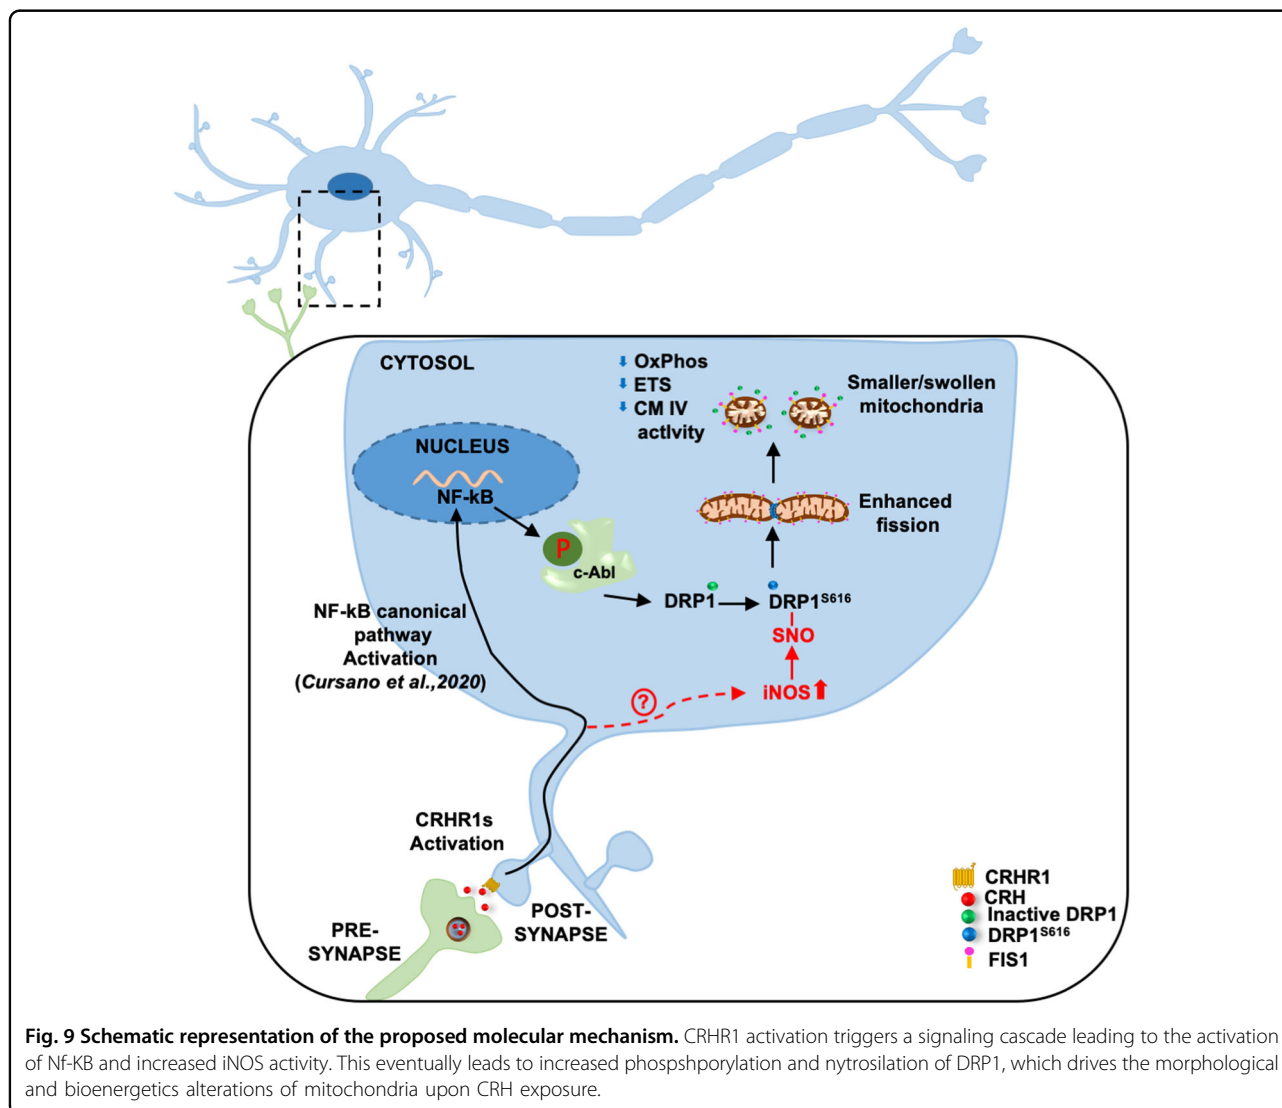 CYTOSOL
OxPhos
ETS
CM IV
actIvity
Smaller/swollen
mitochondria
NUCLEUS
NF-kB
Enhanced
fission
P
c-Abl
DRP1
DRP1S616
SNO
iNOS
?
NF-kB canonical
pathway
Activation
(Cursano et al.,2020)
CRHR1s
Activation
PRE-
SYNAPSE
POST-
SYNAPSE
CRHR1
CRH
Inactive DRP1
DRP1S616
FIS1
Fig. 9 Schematic representation of the proposed molecular mechanism. CRHR1 activation triggers a signaling cascade leading to the activation
of Nf-KB and increased iNOS activity. This eventually leads to increased phospshporylation and nytrosilation of DRP1, which drives the morphological
and bioenergetics alterations of mitochondria upon CRH exposure.